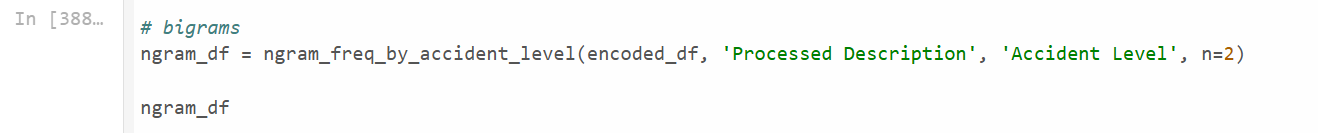 In [388…
# bigrams
ngram_df = ngram_freq_by_accident_level(encoded_df, 'Processed Description', 'Accident Level', n=2)
ngram_df